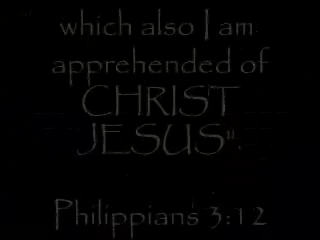 which also I am
apprehended of
CHRIST
JESUS"
Philippians 3:12